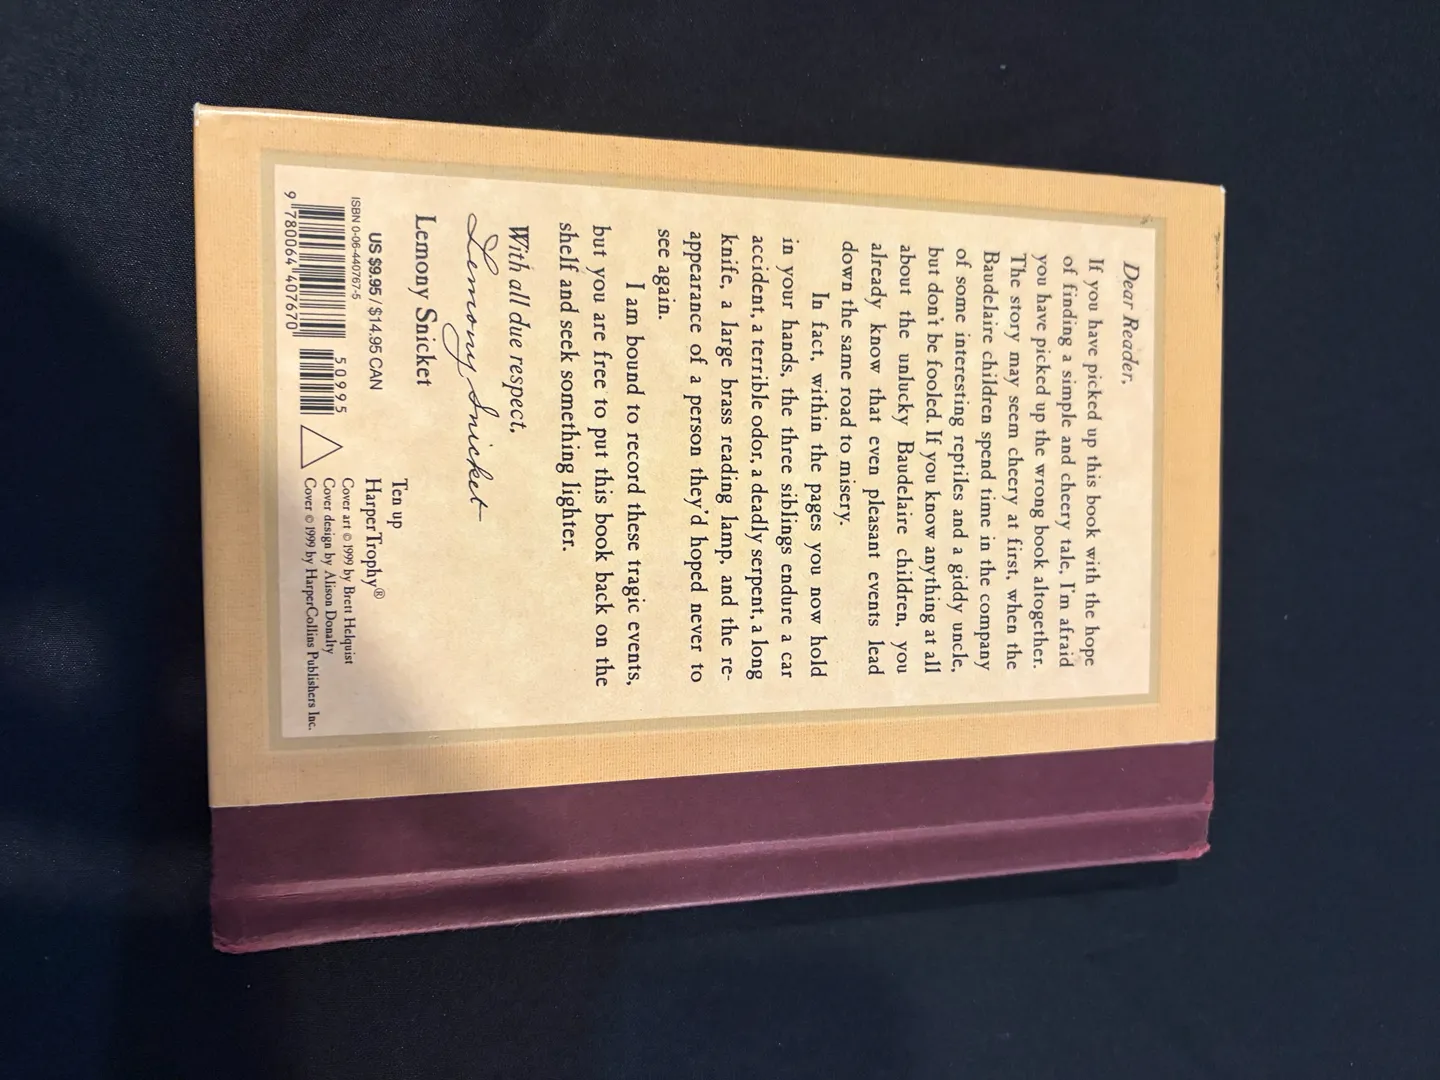 Dear Reader,
If you have picked up this book with the hope
of finding a simple and cheery tale, I'm afraid
you have picked up the wrong book altogether.
The story may seem cheery at first, when the
Baudelaire children spend time in the company
of some interesting reptiles and a giddy uncle,
but don't be fooled. If you know anything at all
about the unlucky Baudelaire children, you
already know that even pleasant events lead
down the same road to misery.
In fact, within the pages you now hold
in your hands, the three siblings endure a car
accident, a terrible odor, a deadly serpent, a long
knife, a large brass reading lamp, and the re-
appearance of a person they'd hoped never to
see again.
I am bound to record these tragic events,
but you are free to put this book back on the
shelf and seek something lighter.
With all due respect,
Lemony Snicket
Lemony Snicket
US $9.95 / $14.95 CAN
ISBN 0-06-440767-5
9 780064 407670
50995
Ten up
HarperTrophy®
Cover art © 1999 by Brett Helquist
Cover design by Alison Donalty
Cover © 1999 by HarperCollins Publishers Inc.